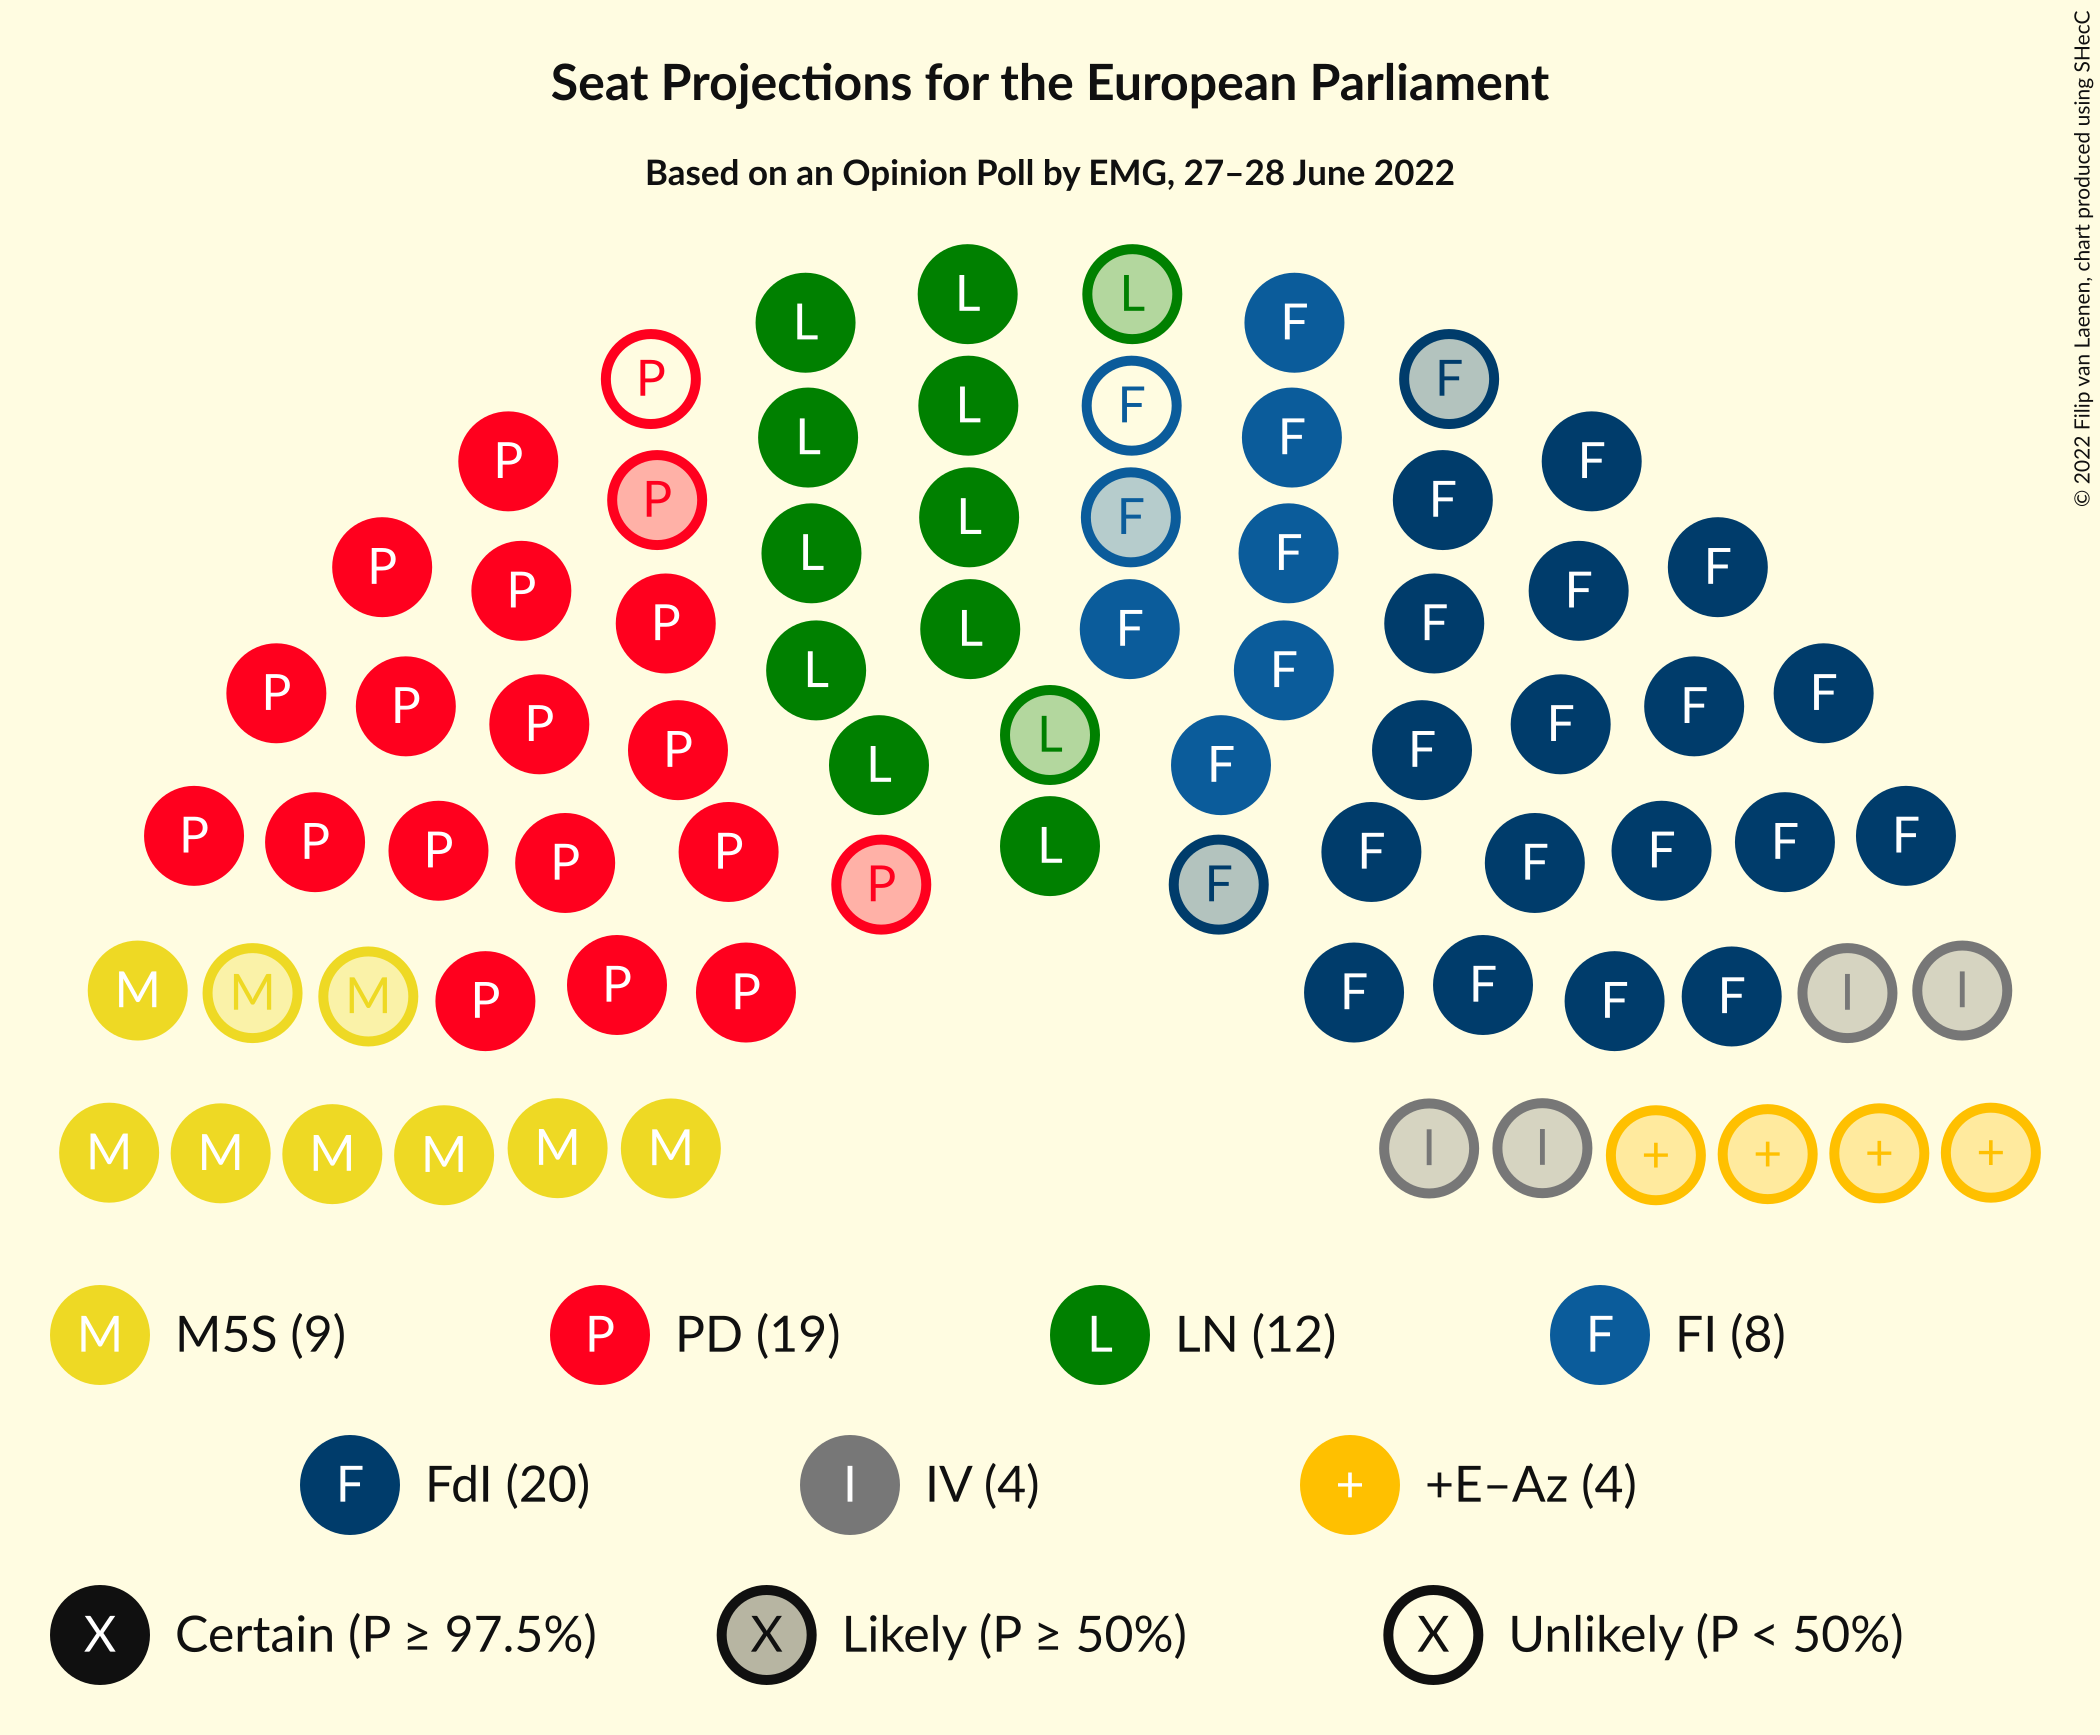 Seat Projections for the European Parliament
Based on an Opinion Poll by EMG, 27–28 June 2022
© 2022 Filip van Laenen, chart produced using SHecC
L L
L F
P F
L F
P F
L F
P F
L F
P F
L F
P F
P F
P L L F F
L F
P F
P P F F
P P F F
L
L F
P P F F
L
P P P F F F
P F
P F
M M M P P P F F F F I I
M M M M M M I I + + + +
M M5S (9) P PD (19) L LN (12) F FI (8)
F FdI (20) I IV (4) + +E–Az (4)
X Certain (P ≥ 97.5%) X Likely (P ≥ 50%) X Unlikely (P < 50%)